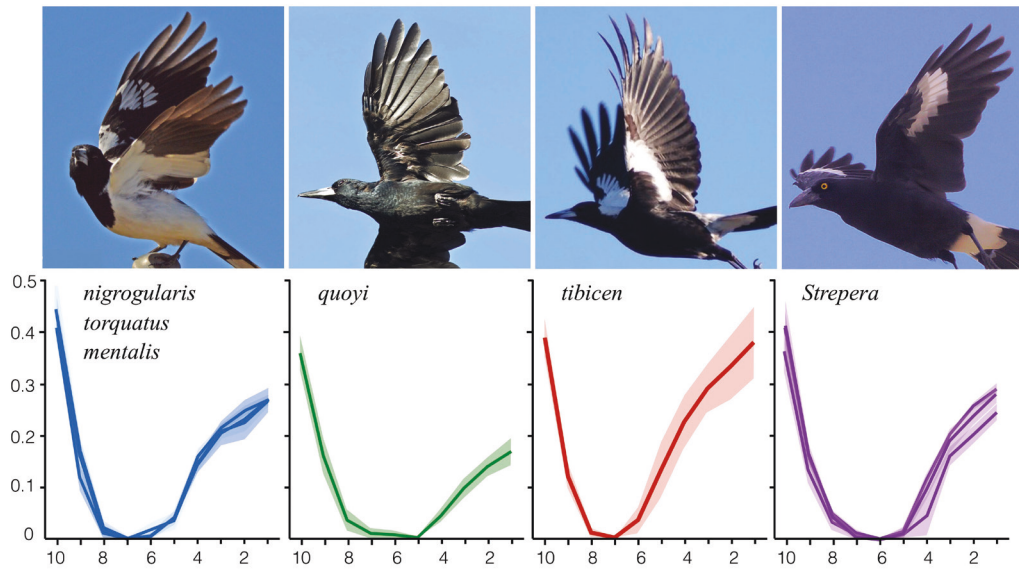 nigrogularis
torquatus
mentalis
quoyi
tibicen
Strepera
0.5
0.4
0.3
0.2
0.1
0
10 8 6 4 2
10 8 6 4 2
10 8 6 4 2
10 8 6 4 2